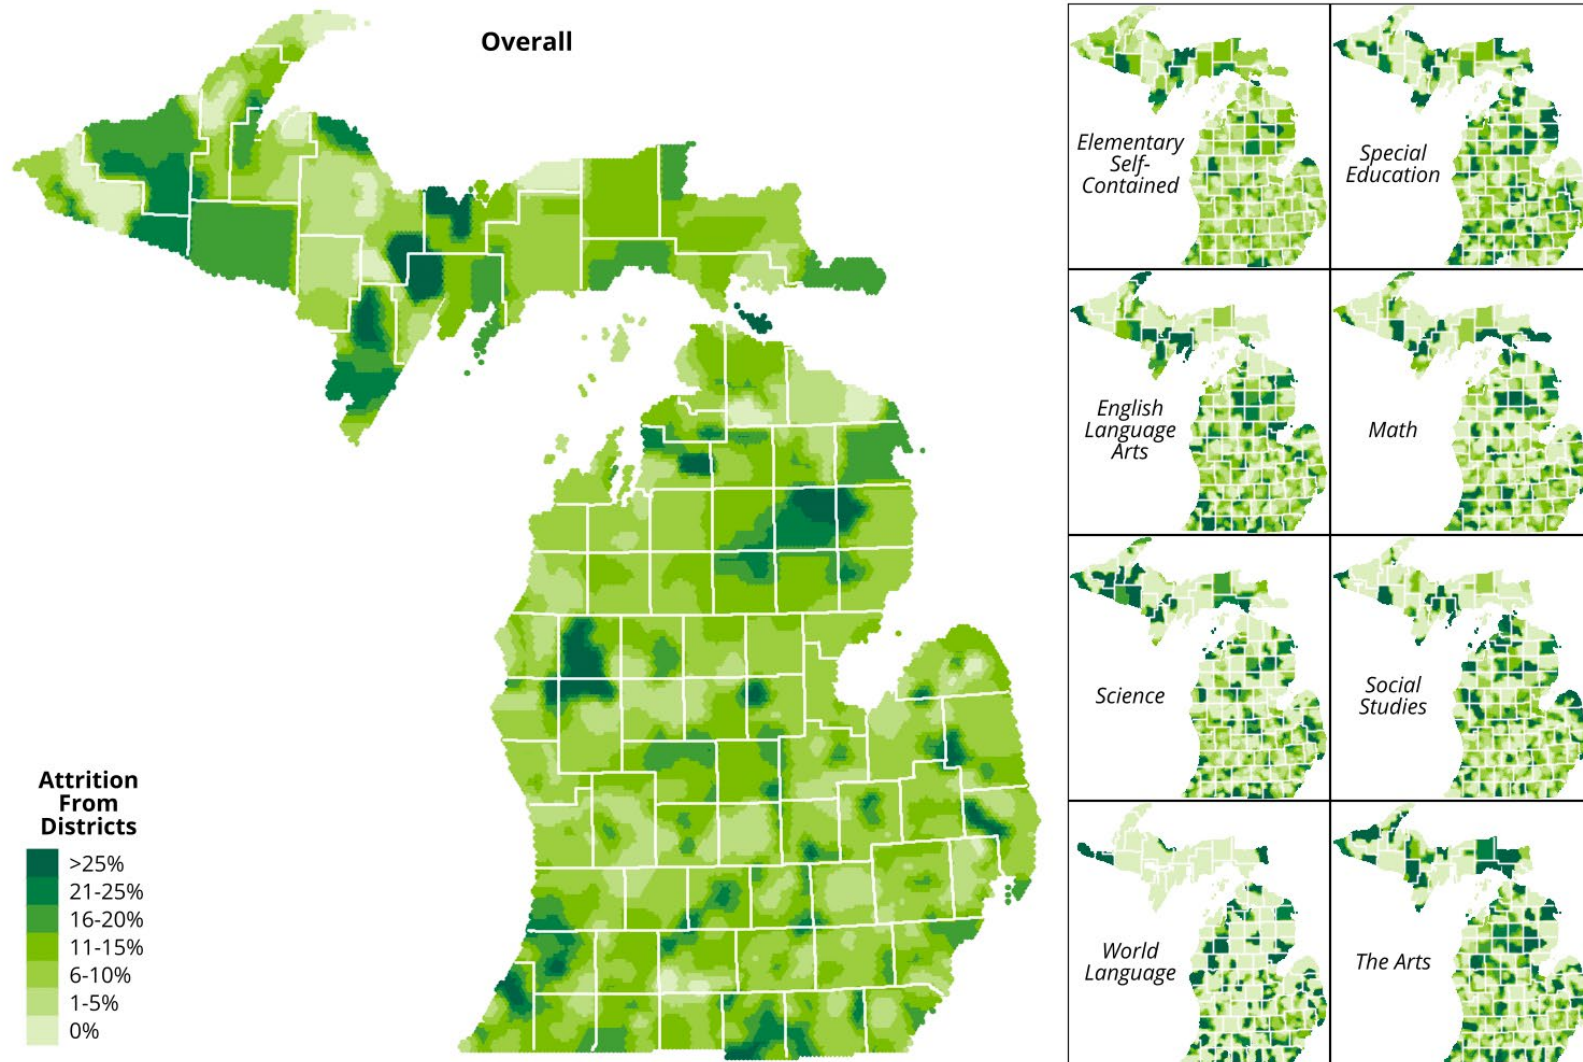 Overall
Attrition
From
Districts
>25%
21-25%
16-20%
11-15%
6-10%
1-5%
0%
Elementary
Self-
Contained
Special
Education
English
Language
Arts
Math
Science
Social
Studies
World
Language
The Arts